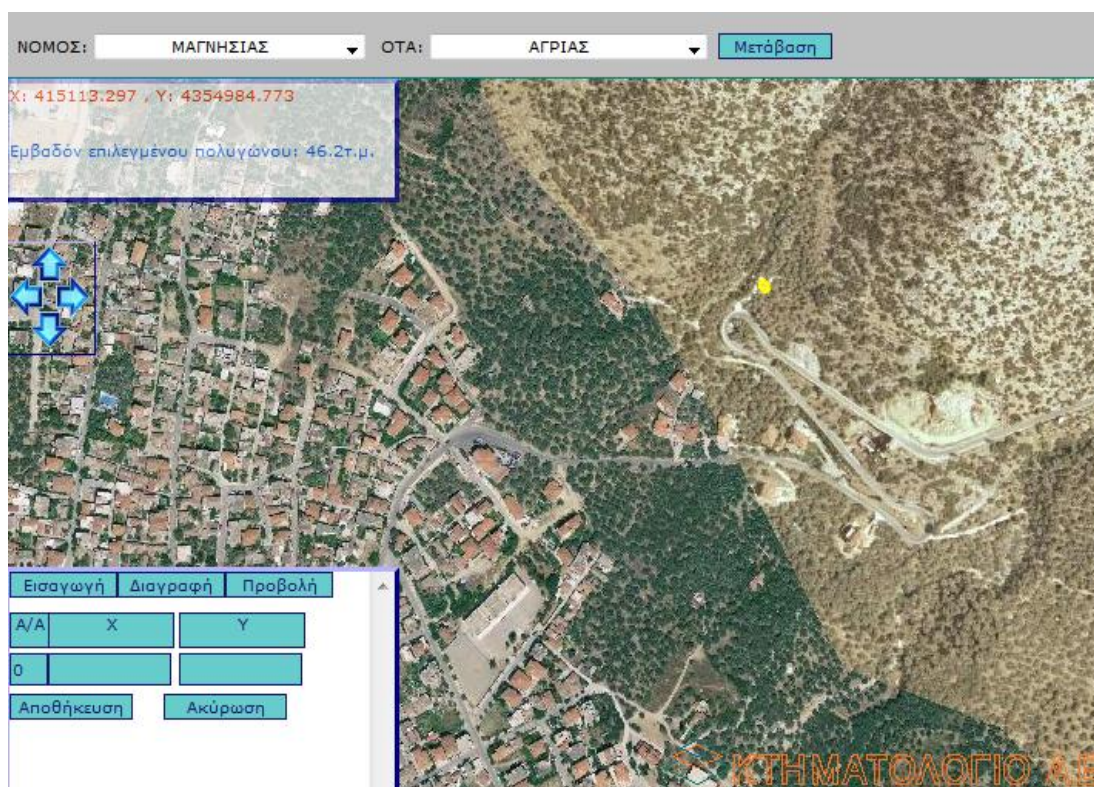 ΝΟΜΟΣ: ΜΑΓΝΗΣΙΑΣ ΟΤΑ: ΑΓΡΙΑΣ Μετάβαση
X: 415113.297 , Y: 4354984.773
Εμβαδόν επιλεγμένου πολυγώνου: 46.2τ.μ.
Εισαγωγή Διαγραφή Προβολή
Α/Α X Y
0
Αποθήκευση Ακύρωση
ΚΤΗΜΑΤΟΛΟΓΙΟ Α.Ε